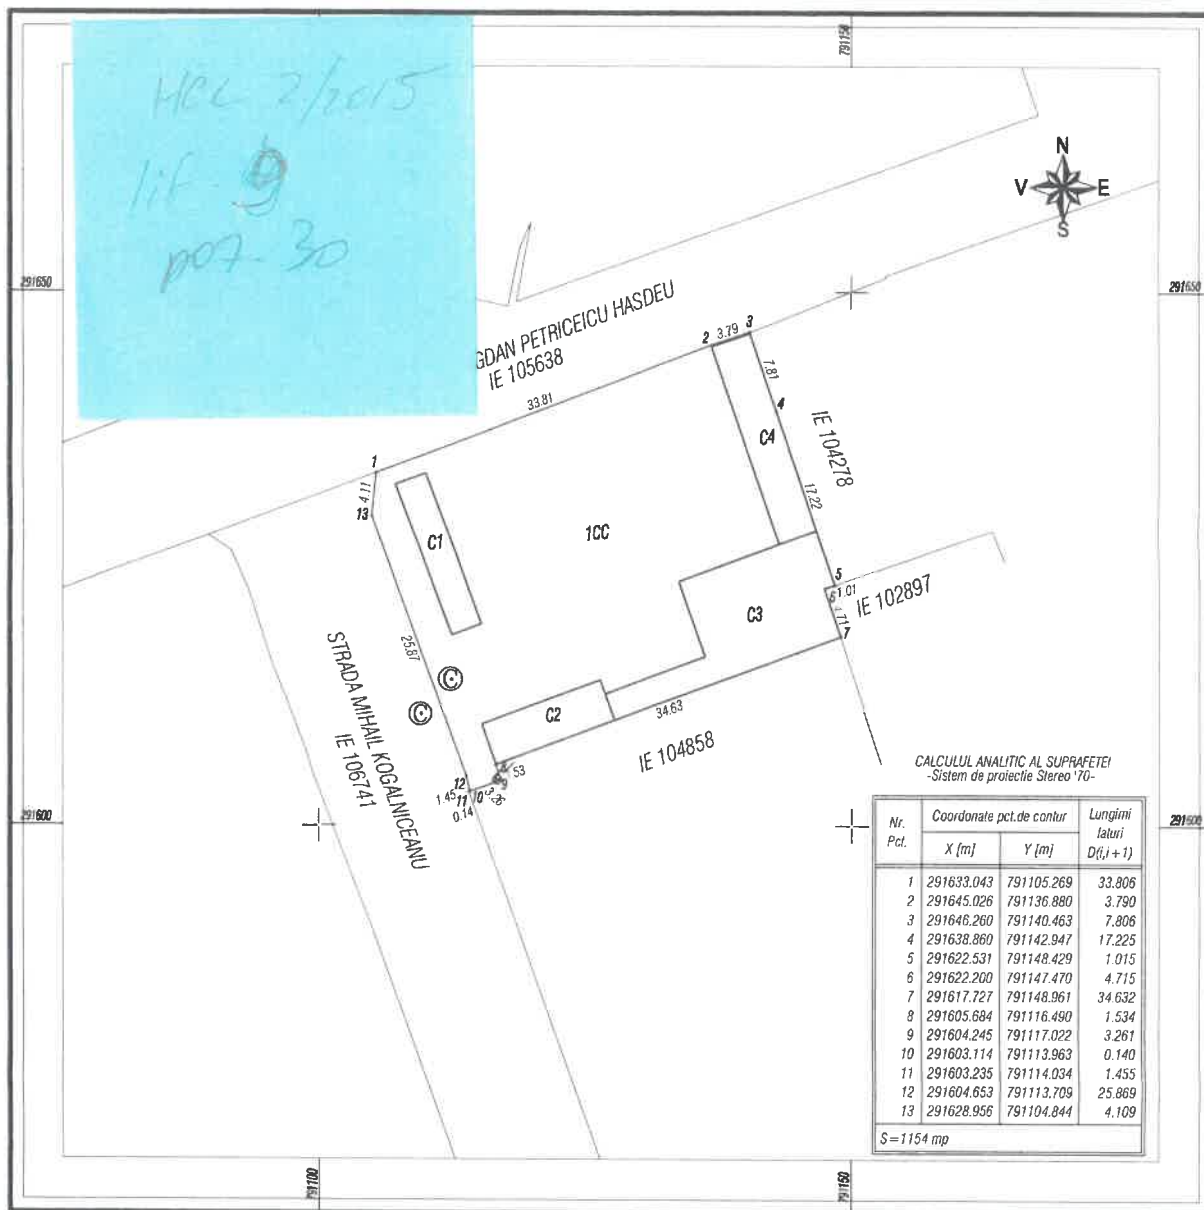 HCL 2/2015
lit - 9
poz - 30
791150
N
V E
S
291650
291650
GDAN PETRICEICU HASDEU
IE 105638
2
3.79
3
33.81
7.81
4
IE 104278
C4
17.22
1
4.11
13
C1
1CC
5
1.01
6
IE 102897
4.71
7
C3
25.87
STRADA MIHAIL KOGALNICEANU
IE 106741
C
C
C2
34.63
IE 104858
8
53
9
12
1.45
11
10
3.26
0.14
291600
291600
CALCULUL ANALITIC AL SUPRAFETEI
-Sistem de proiectie Stereo '70-
Nr. Pct. Coordonate pct.de contur Lungimi laturi D(i,i+1)
X [m] Y [m]
1 291633.043 791105.269 33.806
2 291645.026 791136.880 3.790
3 291646.260 791140.463 7.806
4 291638.860 791142.947 17.225
5 291622.531 791148.429 1.015
6 291622.200 791147.470 4.715
7 291617.727 791148.961 34.632
8 291605.684 791116.490 1.534
9 291604.245 791117.022 3.261
10 291603.114 791113.963 0.140
11 291603.235 791114.034 1.455
12 291604.653 791113.709 25.869
13 291628.956 791104.844 4.109
S=1154 mp
791100
791150